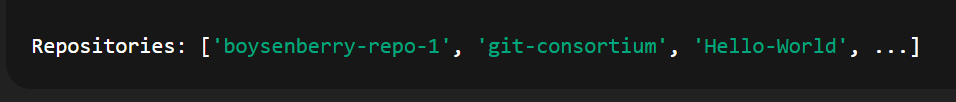 Repositories: ['boysenberry-repo-1', 'git-consortium', 'Hello-World', ...]